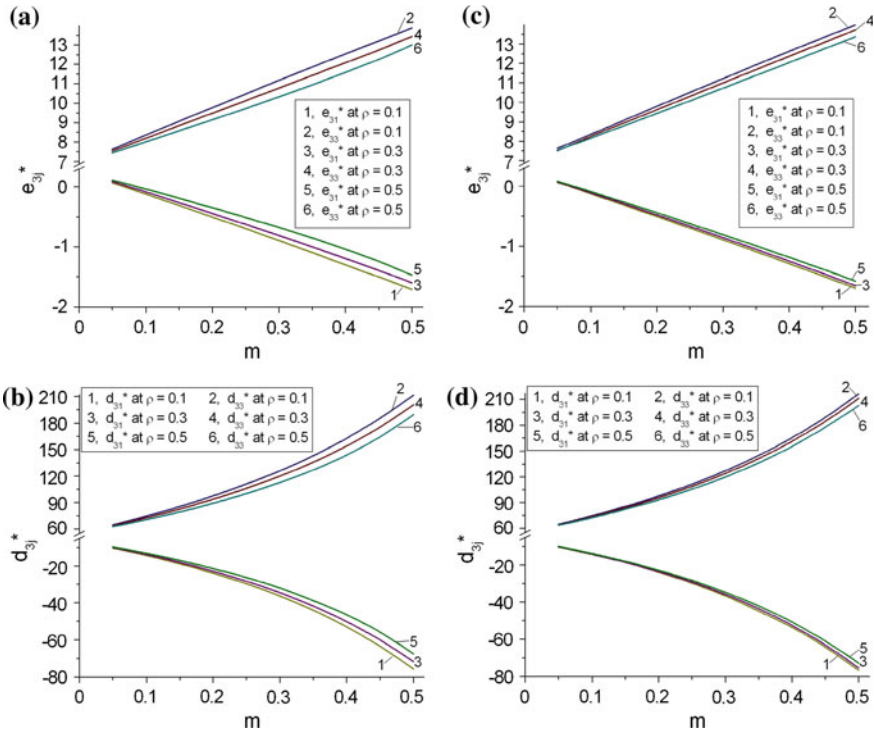 (a)
13
12
11
10
9
8
7
0
-1
-2
e3j*
1, e31* at ρ = 0.1
2, e33* at ρ = 0.1
3, e31* at ρ = 0.3
4, e33* at ρ = 0.3
5, e31* at ρ = 0.5
6, e33* at ρ = 0.5
2
4
6
5
3
1
0 0.1 0.2 0.3 0.4 0.5
m
(c)
13
12
11
10
9
8
7
0
-1
-2
e3j*
1, e31* at ρ = 0.1
2, e33* at ρ = 0.1
3, e31* at ρ = 0.3
4, e33* at ρ = 0.3
5, e31* at ρ = 0.5
6, e33* at ρ = 0.5
2
4
6
5
3
1
0 0.1 0.2 0.3 0.4 0.5
m
(b)
210
180
150
120
90
60
-20
-40
-60
-80
d3j*
1, d31* at ρ = 0.1 2, d33* at ρ = 0.1
3, d31* at ρ = 0.3 4, d33* at ρ = 0.3
5, d31* at ρ = 0.5 6, d33* at ρ = 0.5
2
4
6
5
3
1
0 0.1 0.2 0.3 0.4 0.5
m
(d)
210
180
150
120
90
60
-20
-40
-60
-80
d3j*
1, d31* at ρ = 0.1 2, d33* at ρ = 0.1
3, d31* at ρ = 0.3 4, d33* at ρ = 0.3
5, d31* at ρ = 0.5 6, d33* at ρ = 0.5
2
4
6
5
3
1
0 0.1 0.2 0.3 0.4 0.5
m